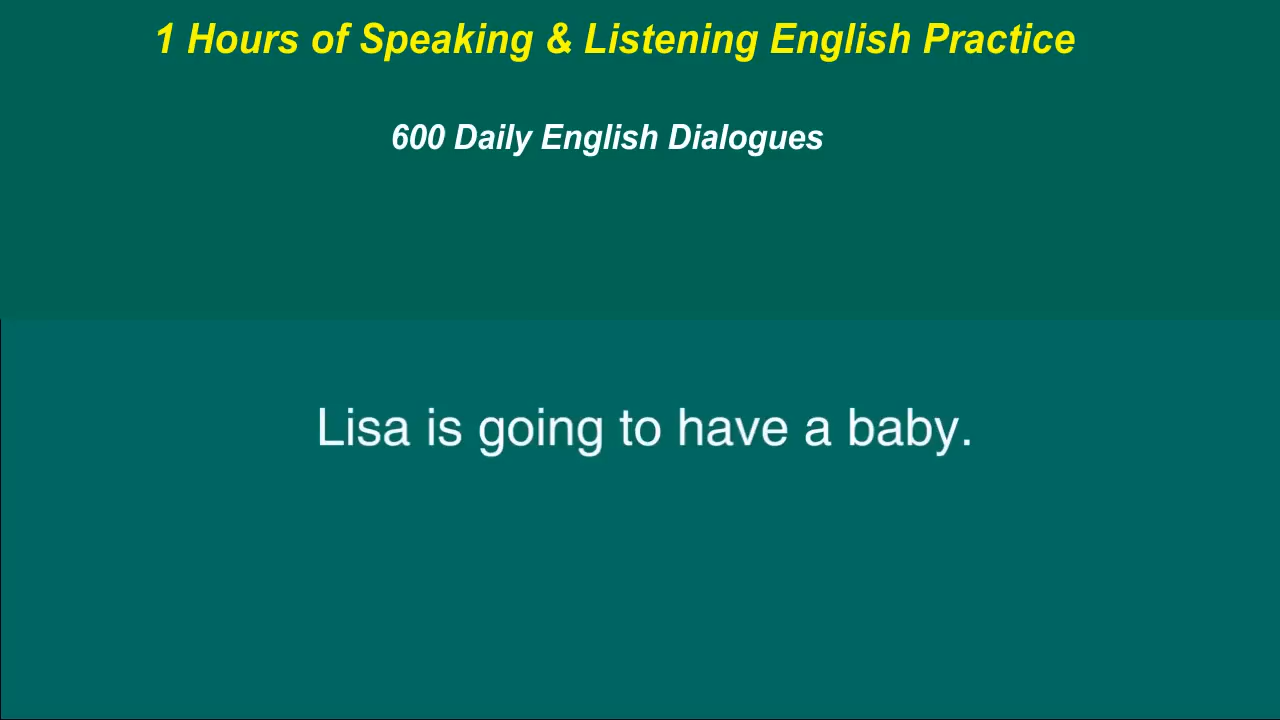 1 Hours of Speaking & Listening English Practice
600 Daily English Dialogues
Lisa is going to have a baby.